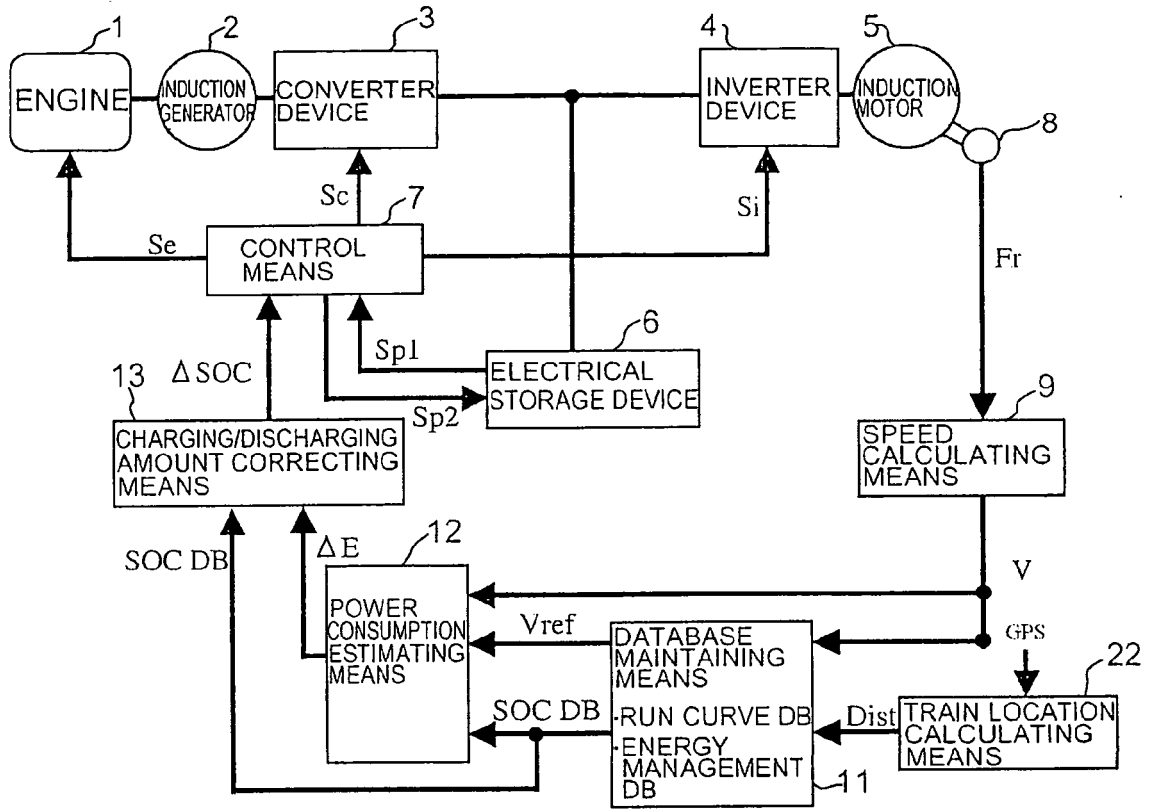 1
2
3
4
5
ENGINE
INDUCTION
GENERATOR
CONVERTER
DEVICE
INVERTER
DEVICE
INDUCTION
MOTOR
8
Sc
7
Si
Se
CONTROL
MEANS
Fr
6
Sp1
ΔSOC
13
ELECTRICAL
STORAGE DEVICE
Sp2
9
CHARGING/DISCHARGING
AMOUNT CORRECTING
MEANS
SPEED
CALCULATING
MEANS
SOC DB
ΔE
12
V
POWER
CONSUMPTION
ESTIMATING
MEANS
Vref
DATABASE
MAINTAINING
MEANS
GPS
22
SOC DB
·RUN CURVE DB
·ENERGY
MANAGEMENT
DB
Dist
TRAIN LOCATION
CALCULATING
MEANS
11